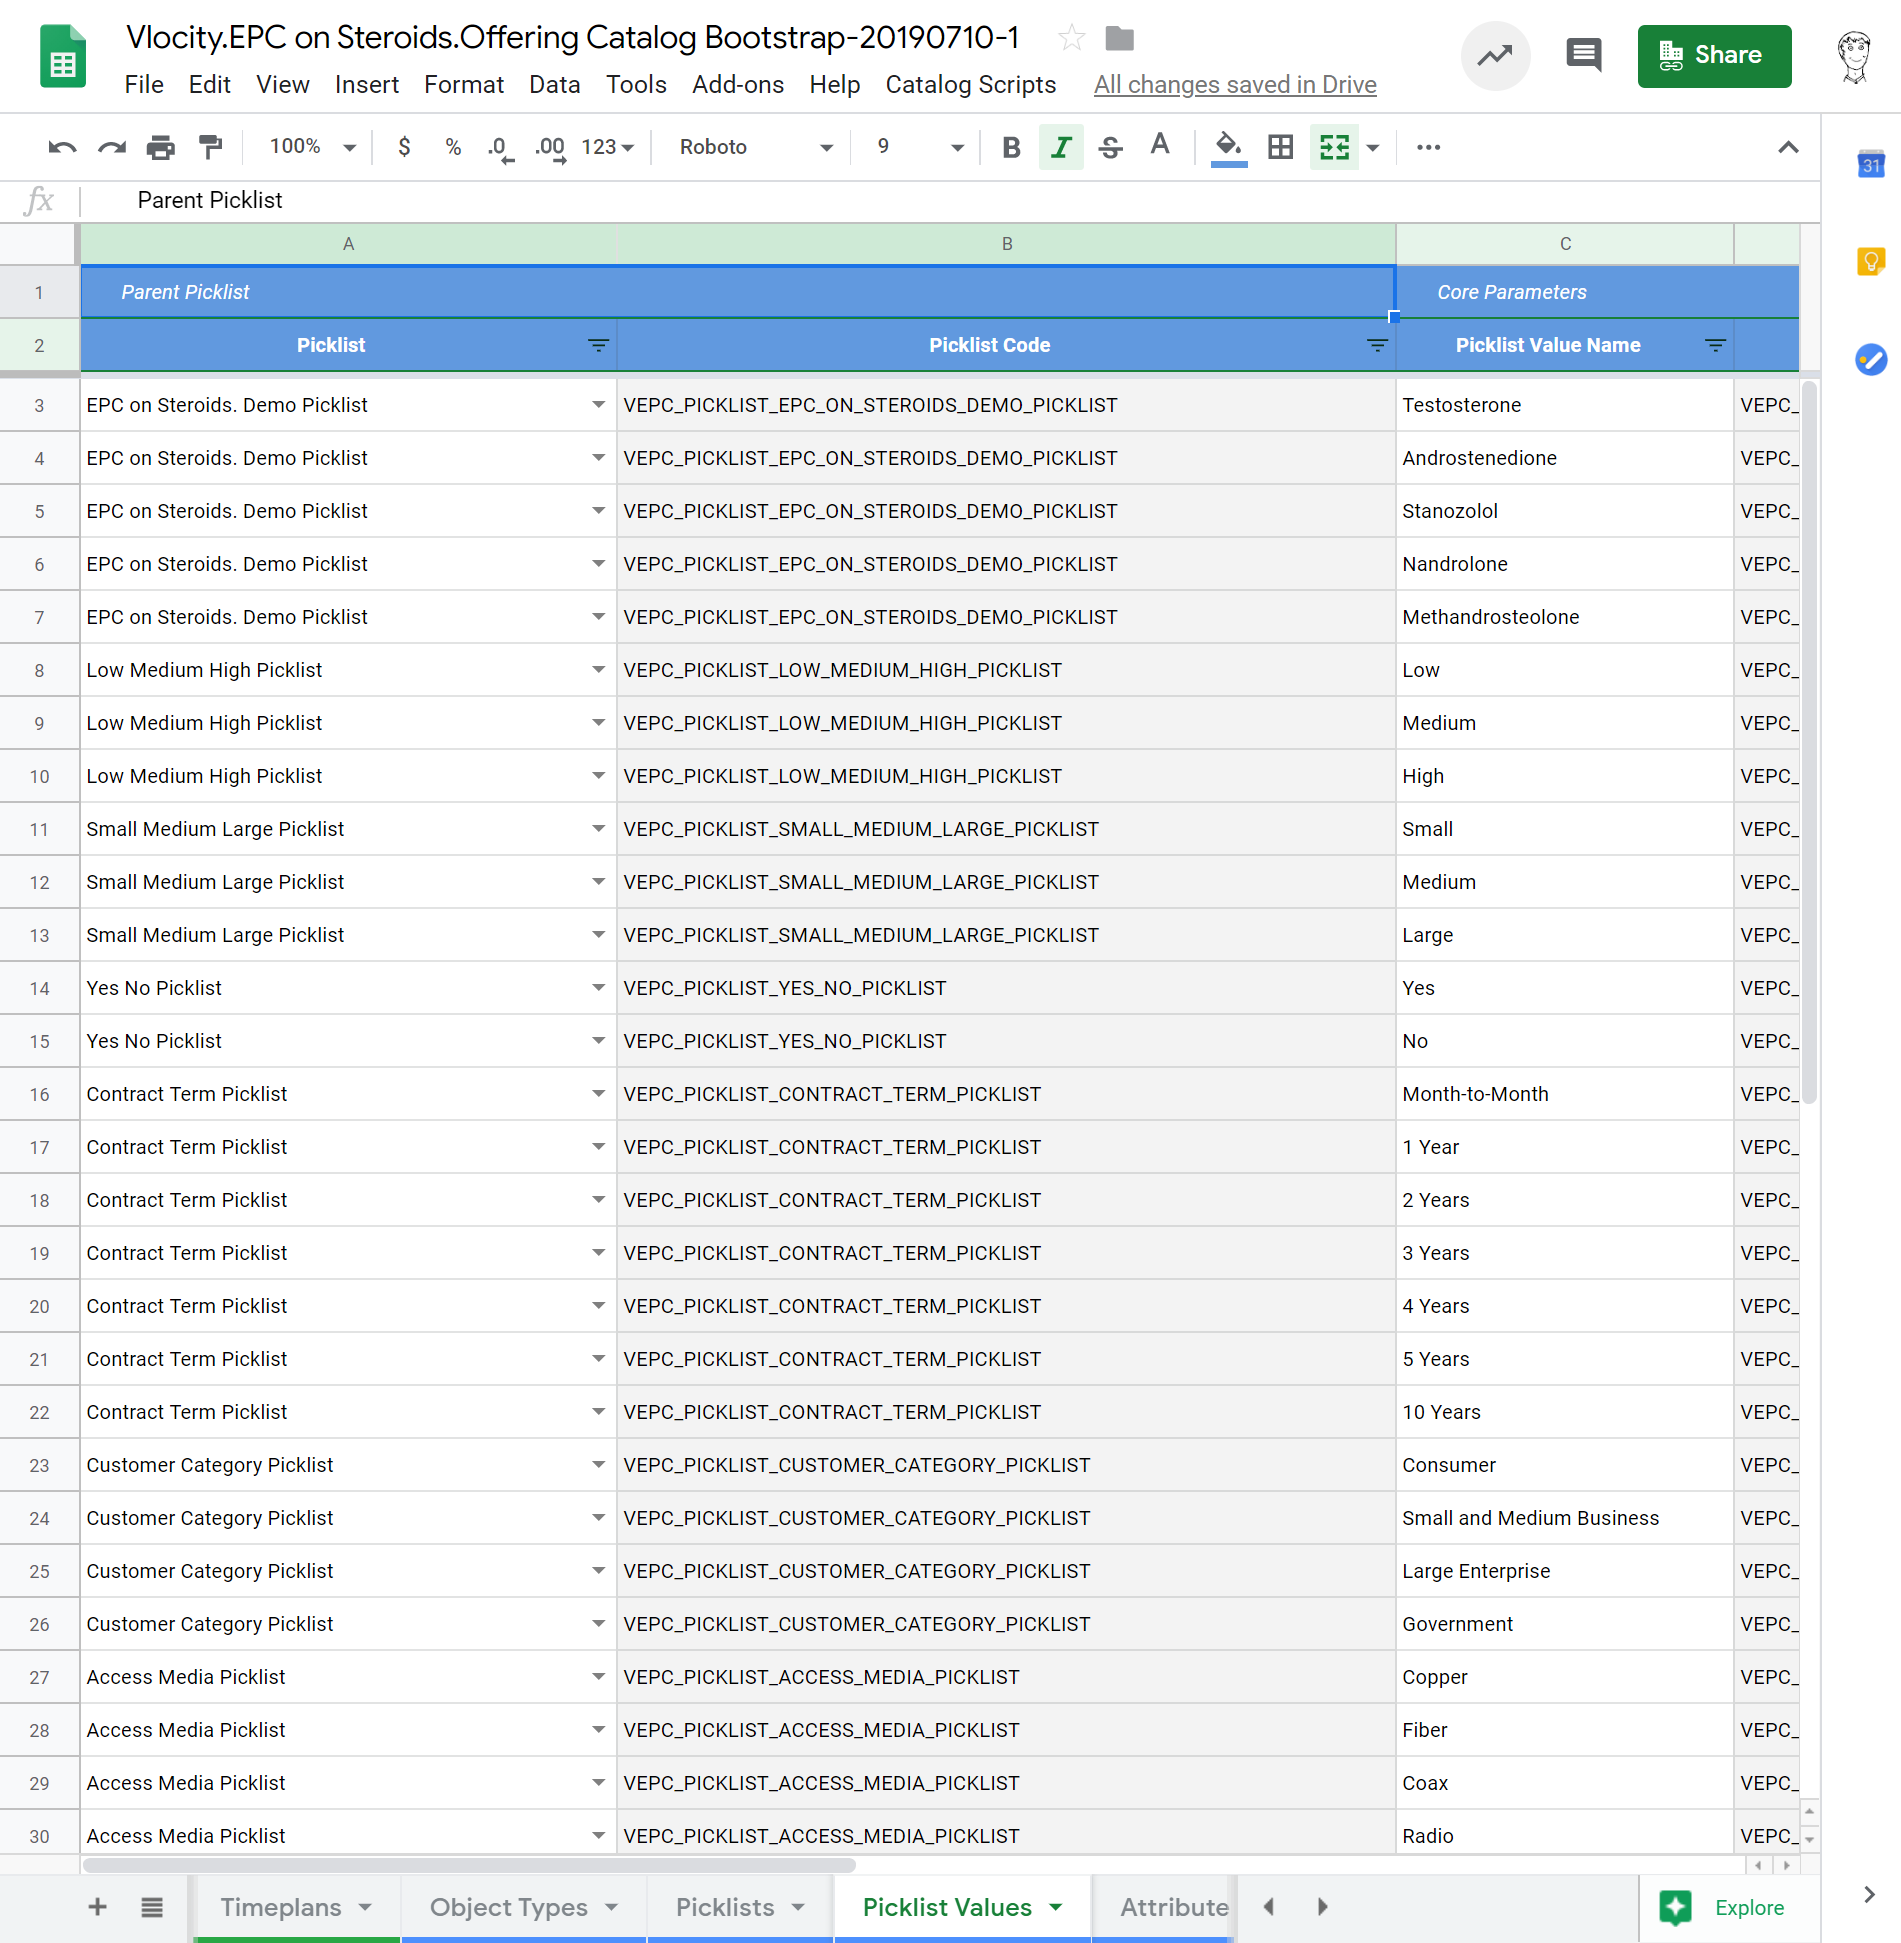 Vlocity.EPC on Steroids.Offering Catalog Bootstrap-20190710-1
File Edit View Insert Format Data Tools Add-ons Help Catalog Scripts All changes saved in Drive
Share
100% $ % .0 .00 123 Roboto 9 B I S A
31
fx Parent Picklist
A B C
1 Parent Picklist Core Parameters
2 Picklist Picklist Code Picklist Value Name
3 EPC on Steroids. Demo Picklist VEPC_PICKLIST_EPC_ON_STEROIDS_DEMO_PICKLIST Testosterone VEPC_
4 EPC on Steroids. Demo Picklist VEPC_PICKLIST_EPC_ON_STEROIDS_DEMO_PICKLIST Androstenedione VEPC_
5 EPC on Steroids. Demo Picklist VEPC_PICKLIST_EPC_ON_STEROIDS_DEMO_PICKLIST Stanozolol VEPC_
6 EPC on Steroids. Demo Picklist VEPC_PICKLIST_EPC_ON_STEROIDS_DEMO_PICKLIST Nandrolone VEPC_
7 EPC on Steroids. Demo Picklist VEPC_PICKLIST_EPC_ON_STEROIDS_DEMO_PICKLIST Methandrosteolone VEPC_
8 Low Medium High Picklist VEPC_PICKLIST_LOW_MEDIUM_HIGH_PICKLIST Low VEPC_
9 Low Medium High Picklist VEPC_PICKLIST_LOW_MEDIUM_HIGH_PICKLIST Medium VEPC_
10 Low Medium High Picklist VEPC_PICKLIST_LOW_MEDIUM_HIGH_PICKLIST High VEPC_
11 Small Medium Large Picklist VEPC_PICKLIST_SMALL_MEDIUM_LARGE_PICKLIST Small VEPC_
12 Small Medium Large Picklist VEPC_PICKLIST_SMALL_MEDIUM_LARGE_PICKLIST Medium VEPC_
13 Small Medium Large Picklist VEPC_PICKLIST_SMALL_MEDIUM_LARGE_PICKLIST Large VEPC_
14 Yes No Picklist VEPC_PICKLIST_YES_NO_PICKLIST Yes VEPC_
15 Yes No Picklist VEPC_PICKLIST_YES_NO_PICKLIST No VEPC_
16 Contract Term Picklist VEPC_PICKLIST_CONTRACT_TERM_PICKLIST Month-to-Month VEPC_
17 Contract Term Picklist VEPC_PICKLIST_CONTRACT_TERM_PICKLIST 1 Year VEPC_
18 Contract Term Picklist VEPC_PICKLIST_CONTRACT_TERM_PICKLIST 2 Years VEPC_
19 Contract Term Picklist VEPC_PICKLIST_CONTRACT_TERM_PICKLIST 3 Years VEPC_
20 Contract Term Picklist VEPC_PICKLIST_CONTRACT_TERM_PICKLIST 4 Years VEPC_
21 Contract Term Picklist VEPC_PICKLIST_CONTRACT_TERM_PICKLIST 5 Years VEPC_
22 Contract Term Picklist VEPC_PICKLIST_CONTRACT_TERM_PICKLIST 10 Years VEPC_
23 Customer Category Picklist VEPC_PICKLIST_CUSTOMER_CATEGORY_PICKLIST Consumer VEPC_
24 Customer Category Picklist VEPC_PICKLIST_CUSTOMER_CATEGORY_PICKLIST Small and Medium Business VEPC_
25 Customer Category Picklist VEPC_PICKLIST_CUSTOMER_CATEGORY_PICKLIST Large Enterprise VEPC_
26 Customer Category Picklist VEPC_PICKLIST_CUSTOMER_CATEGORY_PICKLIST Government VEPC_
27 Access Media Picklist VEPC_PICKLIST_ACCESS_MEDIA_PICKLIST Copper VEPC_
28 Access Media Picklist VEPC_PICKLIST_ACCESS_MEDIA_PICKLIST Fiber VEPC_
29 Access Media Picklist VEPC_PICKLIST_ACCESS_MEDIA_PICKLIST Coax VEPC_
30 Access Media Picklist VEPC_PICKLIST_ACCESS_MEDIA_PICKLIST Radio VEPC_
Timeplans Object Types Picklists Picklist Values Attribute Explore